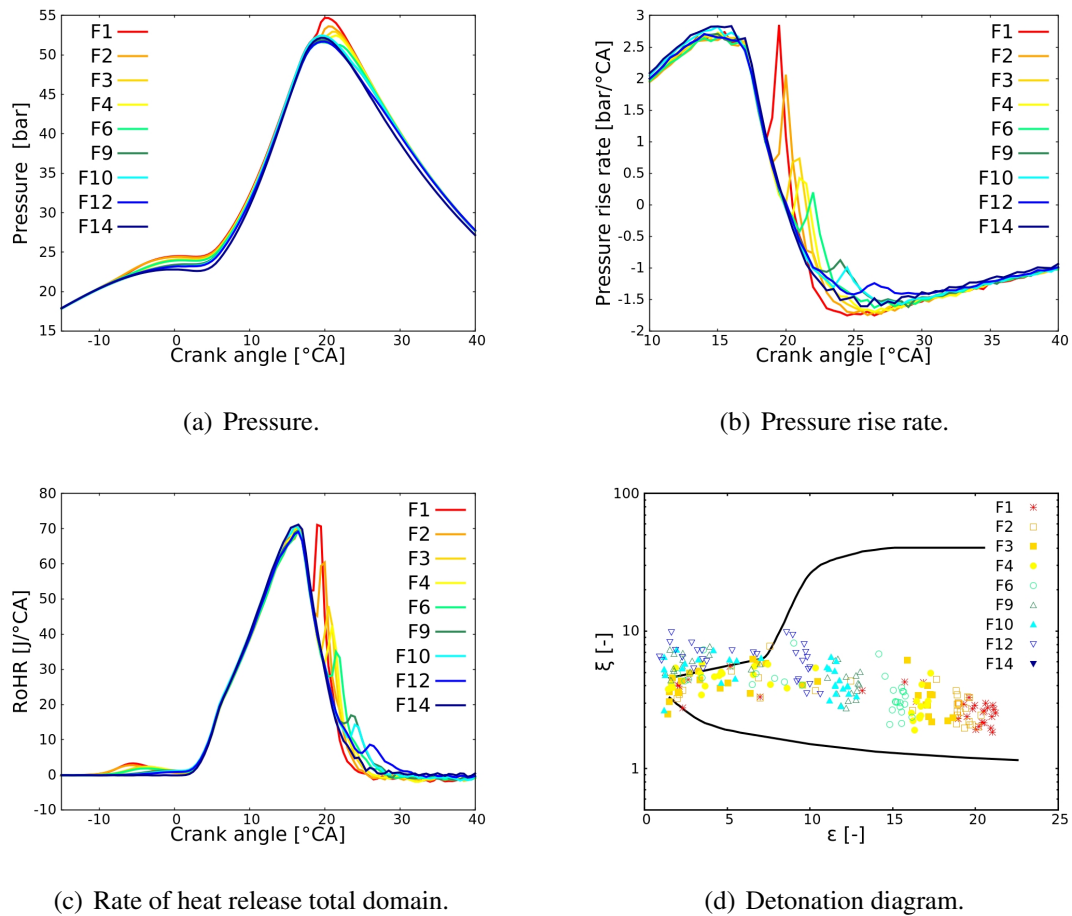 55
50
45
40
35
30
25
20
15
Pressure [bar]
F1
F2
F3
F4
F6
F9
F10
F12
F14
-10 0 10 20 30 40
Crank angle [°CA]
(a) Pressure.
3
2.5
2
1.5
1
0.5
0
-0.5
-1
-1.5
-2
Pressure rise rate [bar/°CA]
F1
F2
F3
F4
F6
F9
F10
F12
F14
10 15 20 25 30 35 40
Crank angle [°CA]
(b) Pressure rise rate.
80
70
60
50
40
30
20
10
0
-10
RoHR [J/°CA]
F1
F2
F3
F4
F6
F9
F10
F12
F14
-10 0 10 20 30 40
Crank angle [°CA]
(c) Rate of heat release total domain.
100
10
1
ξ [-]
F1
F2
F3
F4
F6
F9
F10
F12
F14
0 5 10 15 20 25
ε [-]
(d) Detonation diagram.